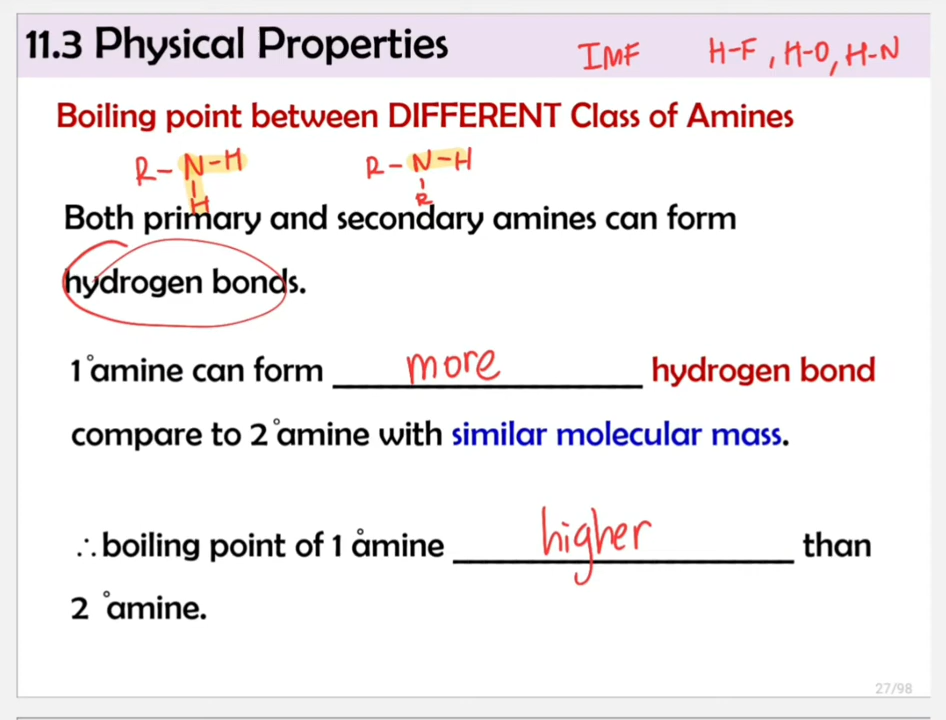 11.3 Physical Properties IMF H-F, H-O, H-N
Boiling point between DIFFERENT Class of Amines
R-N-H R-N-H
H R
Both primary and secondary amines can form
hydrogen bonds.
1°amine can form more hydrogen bond
compare to 2°amine with similar molecular mass.
∴boiling point of 1°amine higher than
2 °amine.
27/98